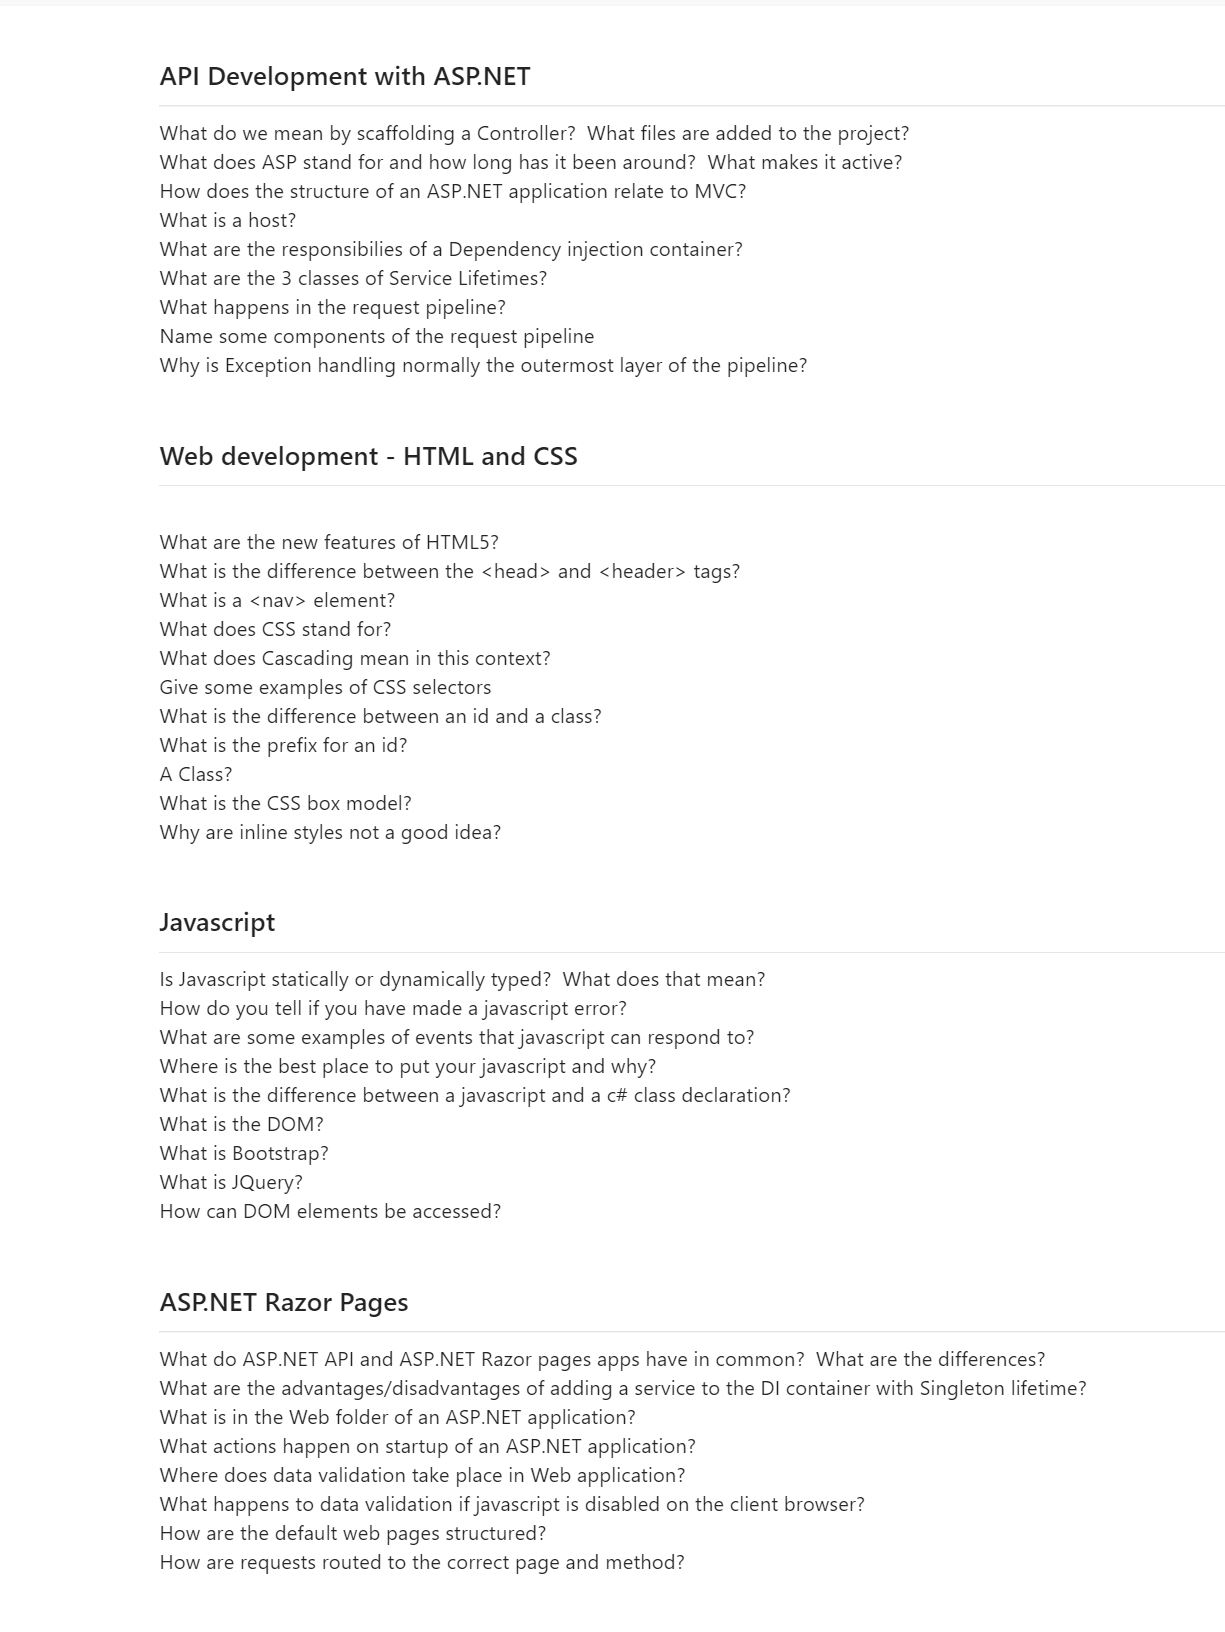 API Development with ASP.NET
What do we mean by scaffolding a Controller?  What files are added to the project?
What does ASP stand for and how long has it been around?  What makes it active?
How does the structure of an ASP.NET application relate to MVC?
What is a host?
What are the responsibilies of a Dependency injection container?
What are the 3 classes of Service Lifetimes?
What happens in the request pipeline?
Name some components of the request pipeline
Why is Exception handling normally the outermost layer of the pipeline?
Web development - HTML and CSS
What are the new features of HTML5?
What is the difference between the <head> and <header> tags?
What is a <nav> element?
What does CSS stand for?
What does Cascading mean in this context?
Give some examples of CSS selectors
What is the difference between an id and a class?
What is the prefix for an id?
A Class?
What is the CSS box model?
Why are inline styles not a good idea?
Javascript
Is Javascript statically or dynamically typed?  What does that mean?
How do you tell if you have made a javascript error?
What are some examples of events that javascript can respond to?
Where is the best place to put your javascript and why?
What is the difference between a javascript and a c# class declaration?
What is the DOM?
What is Bootstrap?
What is JQuery?
How can DOM elements be accessed?
ASP.NET Razor Pages
What do ASP.NET API and ASP.NET Razor pages apps have in common?  What are the differences?
What are the advantages/disadvantages of adding a service to the DI container with Singleton lifetime?
What is in the Web folder of an ASP.NET application?
What actions happen on startup of an ASP.NET application?
Where does data validation take place in Web application?
What happens to data validation if javascript is disabled on the client browser?
How are the default web pages structured?
How are requests routed to the correct page and method?